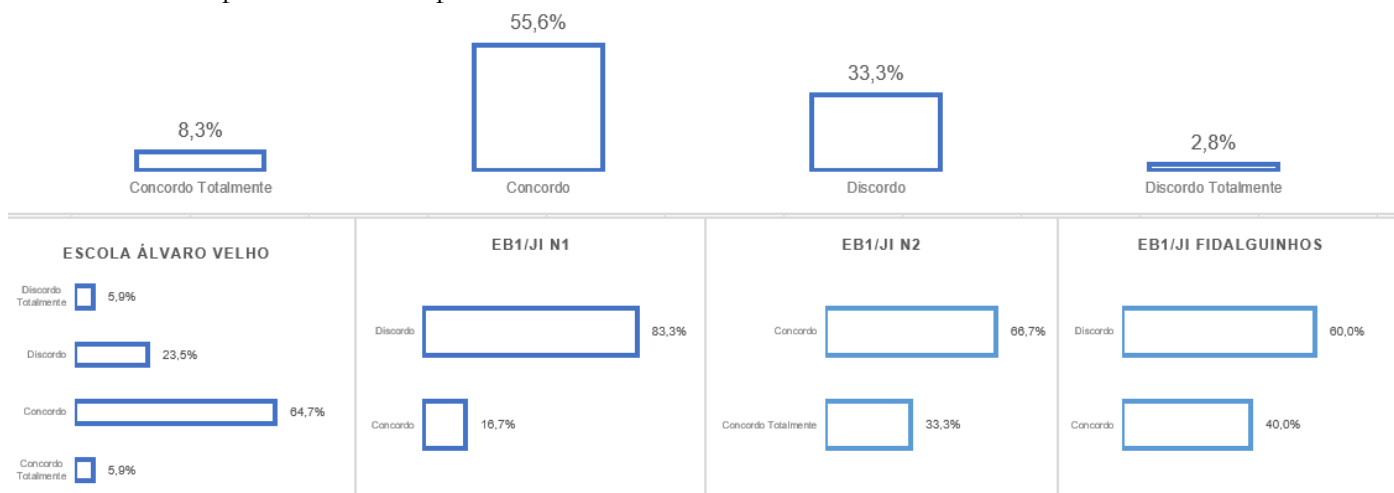 55,6%
33,3%
8,3%
2,8%
Concordo Totalmente
Concordo
Discordo
Discordo Totalmente
ESCOLA ÁLVARO VELHO
Discordo
Totalmente
5,9%
Discordo
23,5%
Concordo
64,7%
Concordo
Totalmente
5,9%
EB1/JI N1
Discordo
83,3%
Concordo
16,7%
EB1/JI N2
Concordo
66,7%
Concordo Totalmente
33,3%
EB1/JI FIDALGUINHOS
Discordo
60,0%
Concordo
40,0%